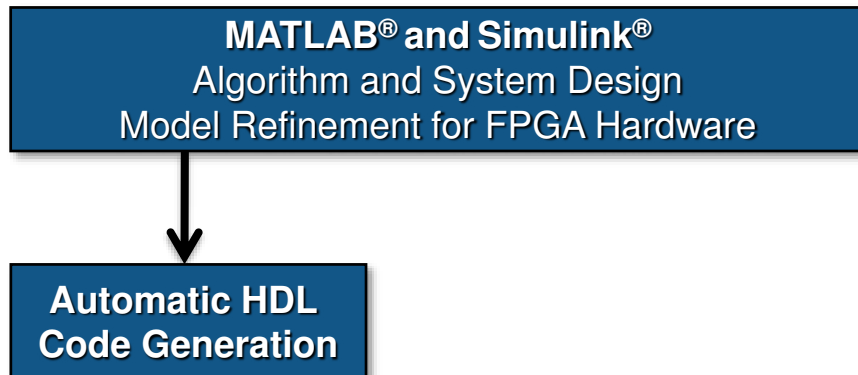 MATLAB® and Simulink®
Algorithm and System Design
Model Refinement for FPGA Hardware
Automatic HDL
Code Generation